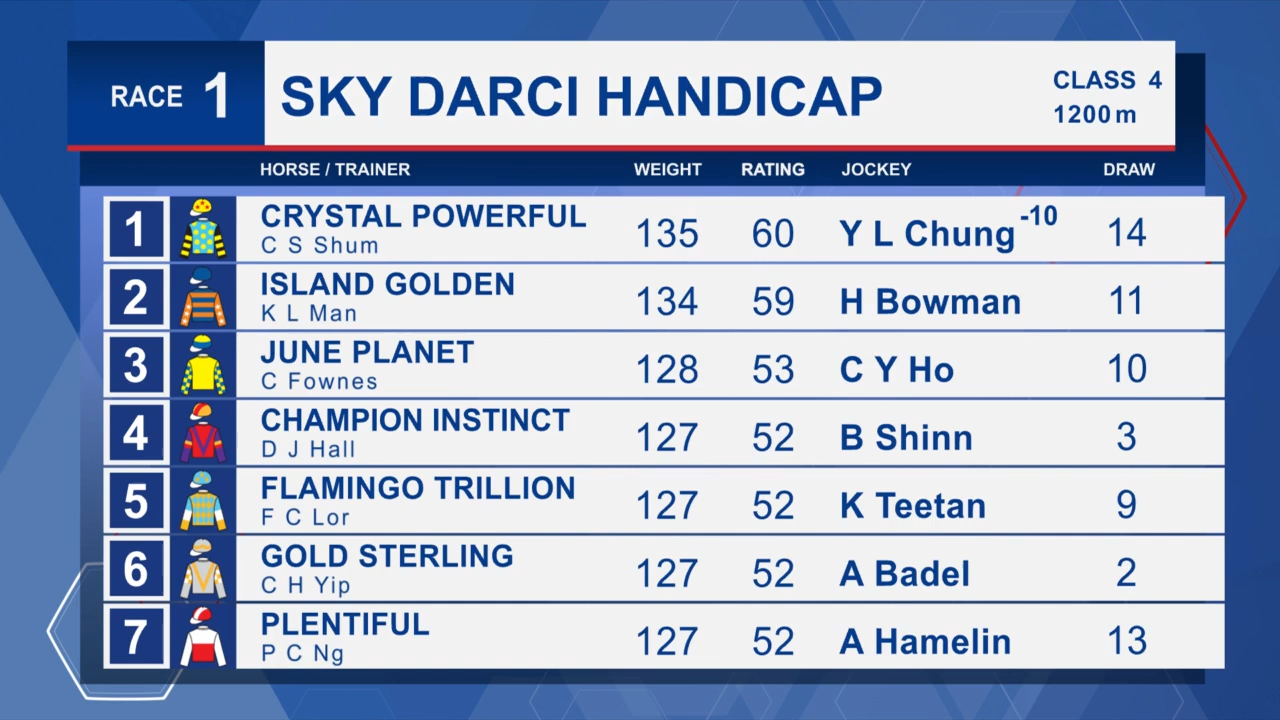 RACE 1 SKY DARCI HANDICAP CLASS 4
1200m
HORSE / TRAINER WEIGHT RATING JOCKEY DRAW
1 CRYSTAL POWERFUL 135 60 Y L Chung -10 14
C S Shum
2 ISLAND GOLDEN 134 59 H Bowman 11
K L Man
3 JUNE PLANET 128 53 C Y Ho 10
C Fownes
4 CHAMPION INSTINCT 127 52 B Shinn 3
D J Hall
5 FLAMINGO TRILLION 127 52 K Teetan 9
F C Lor
6 GOLD STERLING 127 52 A Badel 2
C H Yip
7 PLENTIFUL 127 52 A Hamelin 13
P C Ng